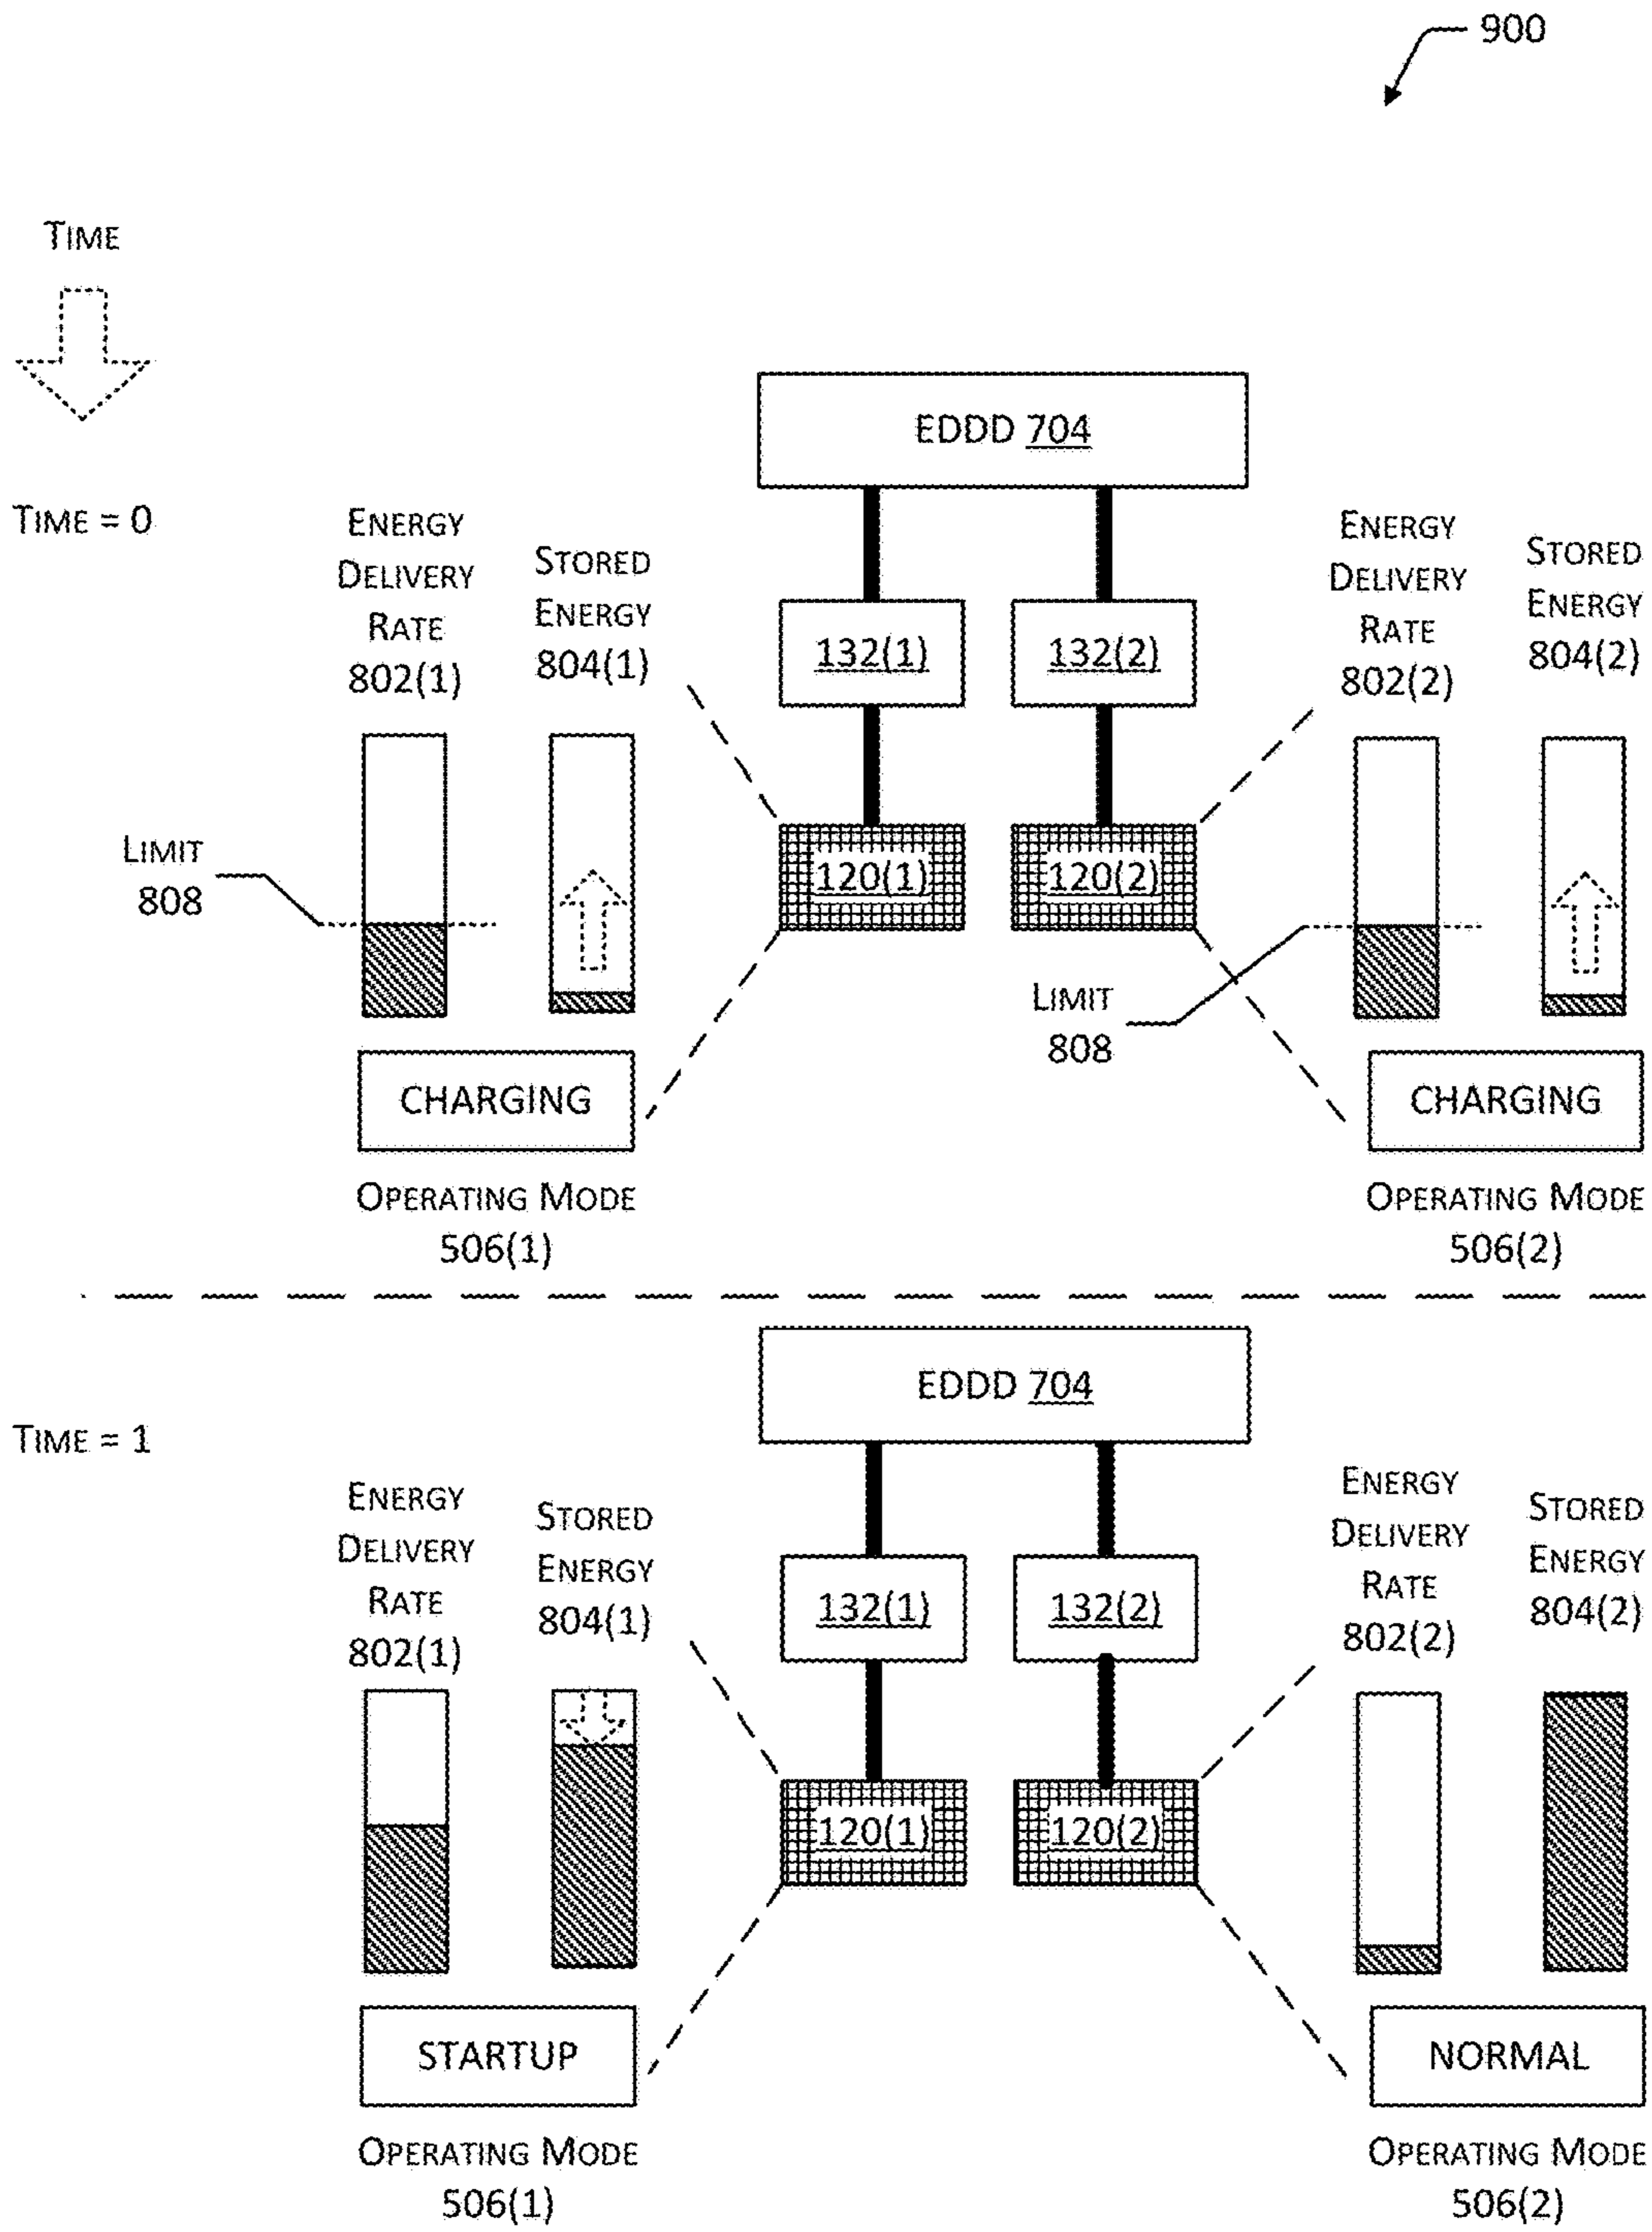 900
TIME
EDDD 704
TIME = 0
ENERGY
DELIVERY
RATE
802(1)
STORED
ENERGY
804(1)
132(1)
132(2)
ENERGY
DELIVERY
RATE
802(2)
STORED
ENERGY
804(2)
LIMIT
808
120(1)
120(2)
LIMIT
808
CHARGING
CHARGING
OPERATING MODE
506(1)
OPERATING MODE
506(2)
EDDD 704
TIME = 1
ENERGY
DELIVERY
RATE
802(1)
STORED
ENERGY
804(1)
132(1)
132(2)
ENERGY
DELIVERY
RATE
802(2)
STORED
ENERGY
804(2)
120(1)
120(2)
STARTUP
NORMAL
OPERATING MODE
506(1)
OPERATING MODE
506(2)